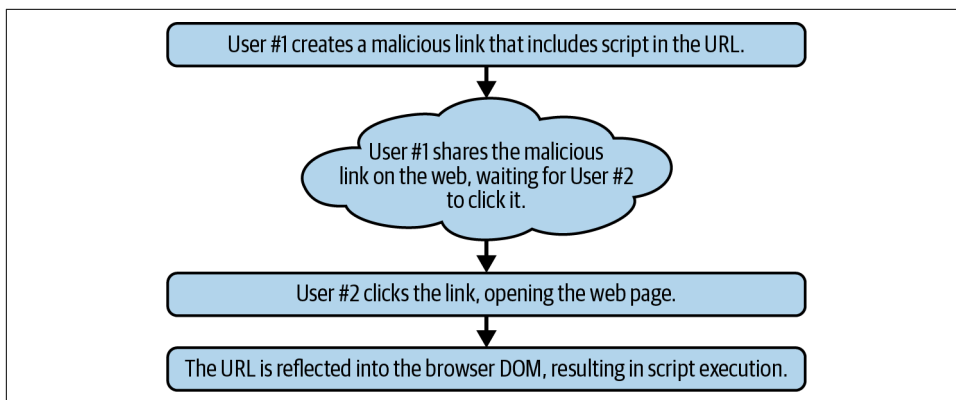 User #1 creates a malicious link that includes script in the URL.
User #1 shares the malicious
link on the web, waiting for User #2
to click it.
User #2 clicks the link, opening the web page.
The URL is reflected into the browser DOM, resulting in script execution.